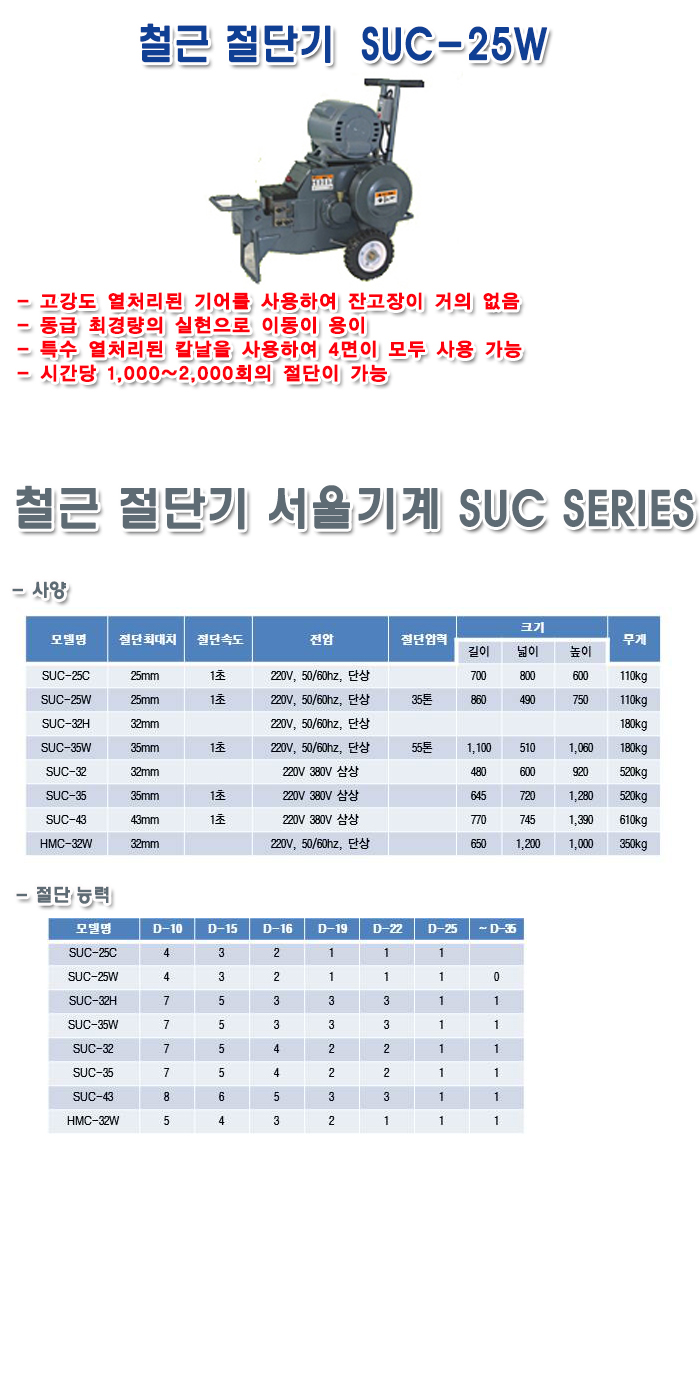 철근 절단기 SUC-25W
- 고강도 열처리된 기어를 사용하여 잔고장이 거의 없음
- 동급 최경량의 실현으로 이동이 용이
- 특수 열처리된 칼날을 사용하여 4면이 모두 사용 가능
- 시간당 1,000~2,000회의 절단이 가능
철근 절단기 서울기계 SUC SERIES
- 사양
모델명 절단최대치 절단속도 전압 절단압력 크기 무게
길이 넓이 높이
SUC-25C 25mm 1초 220V, 50/60hz, 단상 700 800 600 110kg
SUC-25W 25mm 1초 220V, 50/60hz, 단상 35톤 860 490 750 110kg
SUC-32H 32mm 220V, 50/60hz, 단상 180kg
SUC-35W 35mm 1초 220V, 50/60hz, 단상 55톤 1,100 510 1,060 180kg
SUC-32 32mm 220V 380V 삼상 480 600 920 520kg
SUC-35 35mm 1초 220V 380V 삼상 645 720 1,280 520kg
SUC-43 43mm 1초 220V 380V 삼상 770 745 1,390 610kg
HMC-32W 32mm 220V, 50/60hz, 단상 650 1,200 1,000 350kg
- 절단 능력
모델명 D-10 D-15 D-16 D-19 D-22 D-25 ~ D-35
SUC-25C 4 3 2 1 1 1
SUC-25W 4 3 2 1 1 1 0
SUC-32H 7 5 3 3 3 1 1
SUC-35W 7 5 3 3 3 1 1
SUC-32 7 5 4 2 2 1 1
SUC-35 7 5 4 2 2 1 1
SUC-43 8 6 5 3 3 1 1
HMC-32W 5 4 3 2 1 1 1